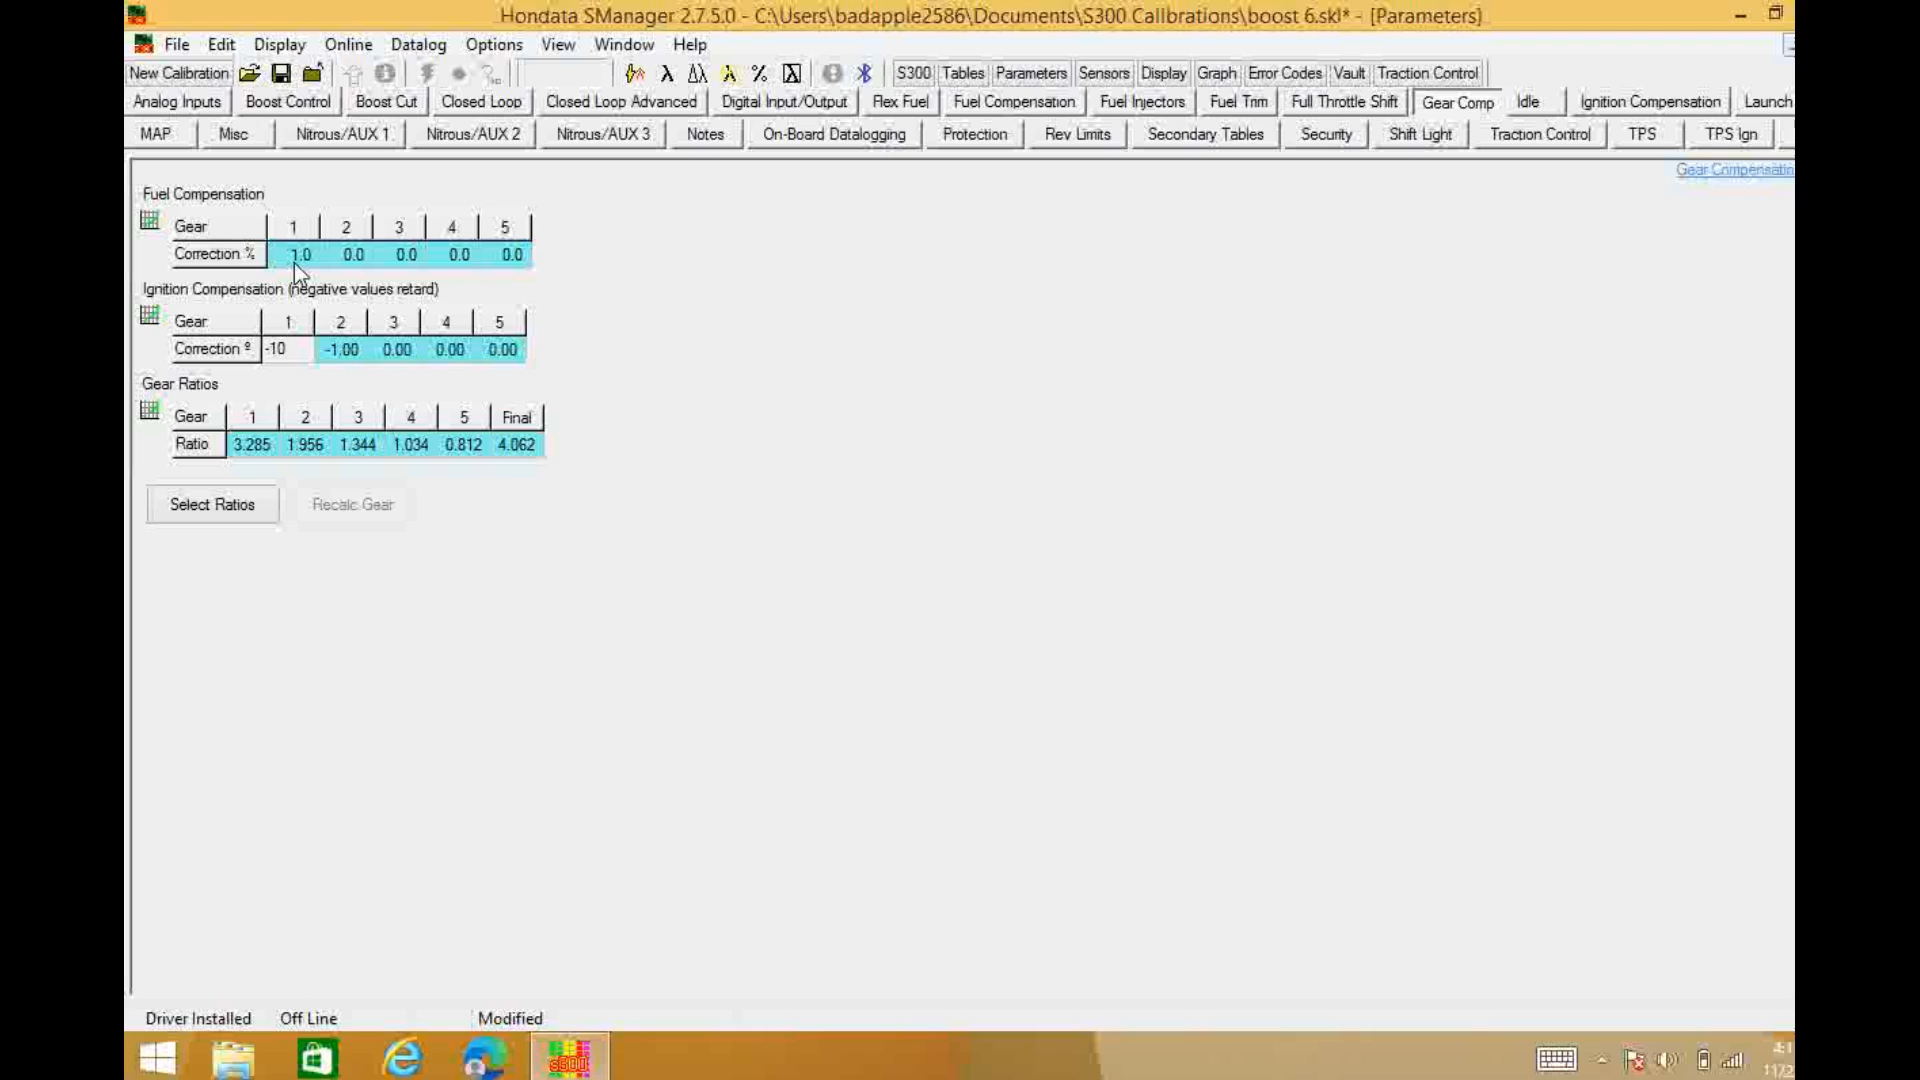 Hondata SManager 2.7.5.0 - C:\Users\badapple2586\Documents\S300 Calibrations\boost 6.skl* - [Parameters]
File Edit Display Online Datalog Options View Window Help
New Calibration S300 Tables Parameters Sensors Display Graph Error Codes Vault Traction Control
Analog Inputs Boost Control Boost Cut Closed Loop Closed Loop Advanced Digital Input/Output Flex Fuel Fuel Compensation Fuel Injectors Fuel Trim Full Throttle Shift Gear Comp Idle Ignition Compensation Launch
MAP Misc Nitrous/AUX 1 Nitrous/AUX 2 Nitrous/AUX 3 Notes On-Board Datalogging Protection Rev Limits Secondary Tables Security Shift Light Traction Control TPS TPS Ign
Gear Compensatin
Fuel Compensation
Gear 1 2 3 4 5
Correction % 1.0 0.0 0.0 0.0 0.0
Ignition Compensation (negative values retard)
Gear 1 2 3 4 5
Correction º -10 -1.00 0.00 0.00 0.00
Gear Ratios
Gear 1 2 3 4 5 Final
Ratio 3.285 1.956 1.344 1.034 0.812 4.062
Select Ratios Recalc Gear
Driver Installed Off Line Modified
s300